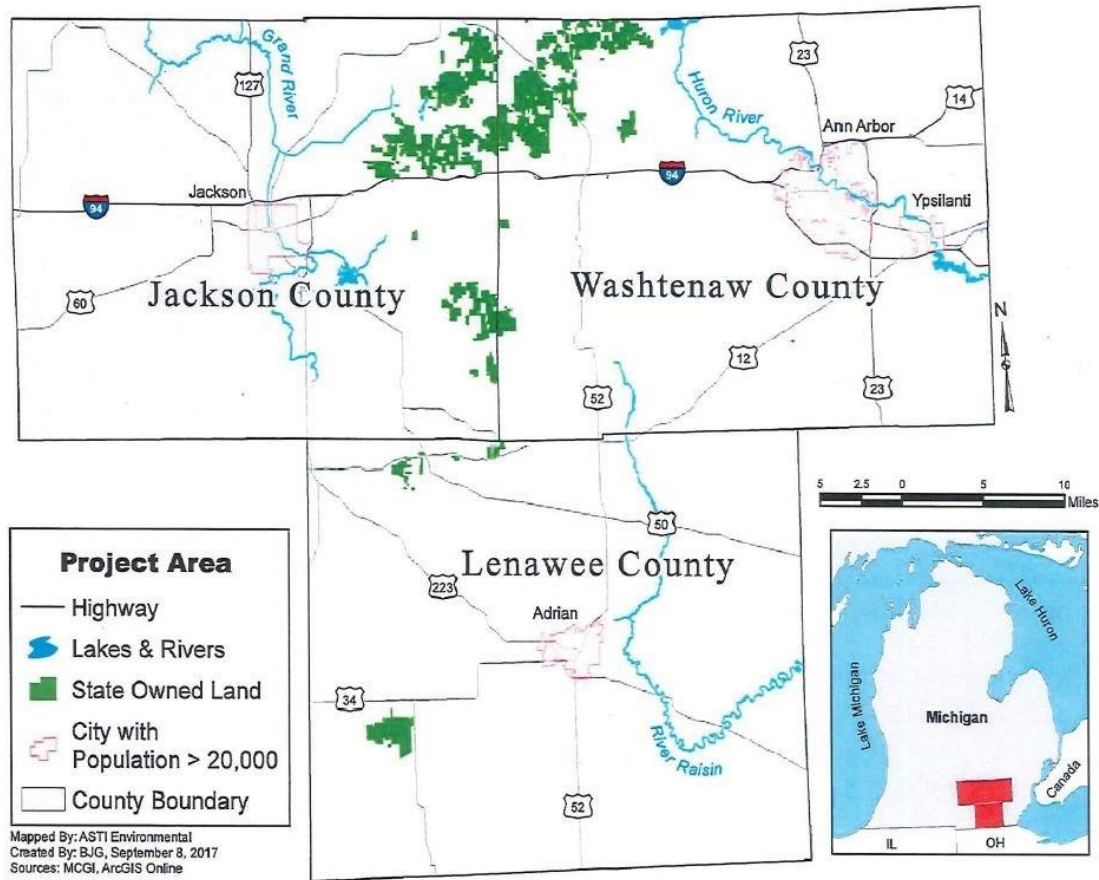 Grand River
127
23
Huron River
14
Ann Arbor
94
Jackson
94
Ypsilanti
Jackson County
Washtenaw County
60
N
12
52
23
5 2.5 0 5 10
Miles
50
Lenawee County
223
Adrian
34
River Raisin
52
Project Area
Highway
Lakes & Rivers
State Owned Land
City with
Population > 20,000
County Boundary
Mapped By: ASTI Environmental
Created By: BJG, September 8, 2017
Sources: MCGI, ArcGIS Online
Lake Huron
Lake Michigan
Michigan
Canada
IL
OH